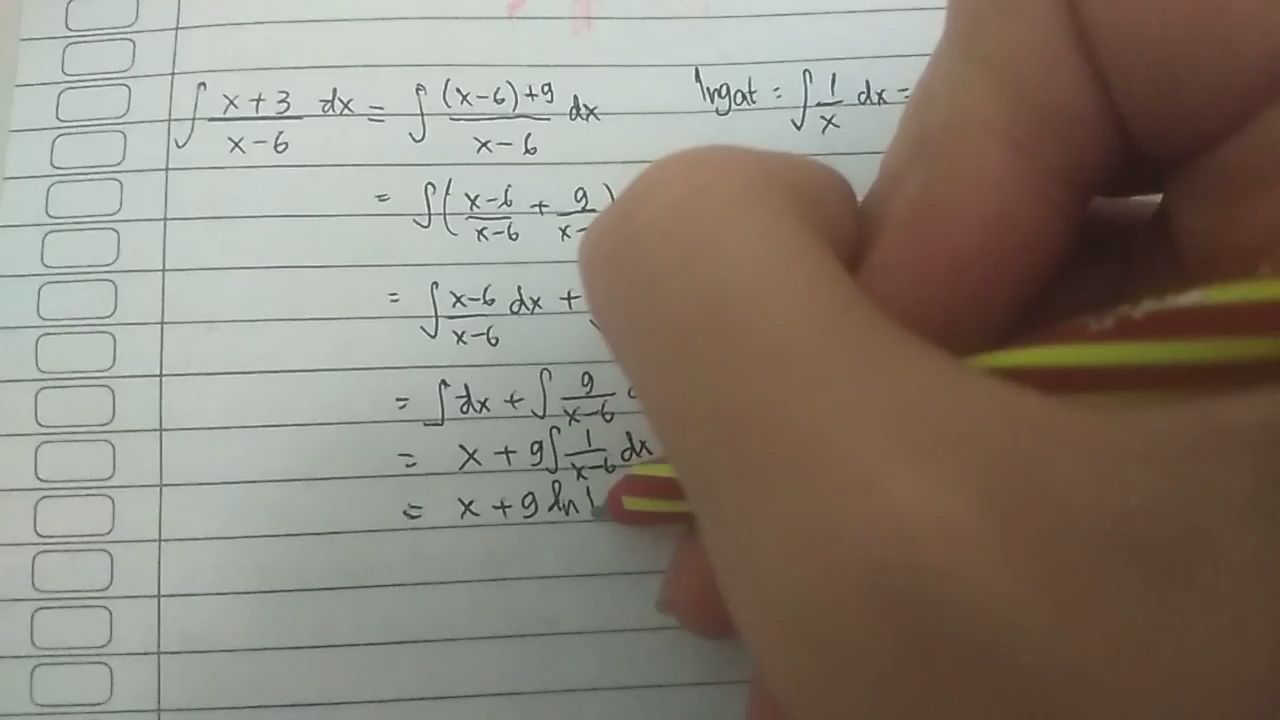 ∫ x+3 / x-6 dx = ∫ (x-6)+9 / x-6 dx
Ingat = ∫ 1/x dx =
= ∫ ( x-6 / x-6 + 9 / x- )
= ∫ x-6 / x-6 dx +
= ∫ dx + ∫ 9 / x-6
= x + 9 ∫ 1 / x-6 dx
= x + 9 ln |